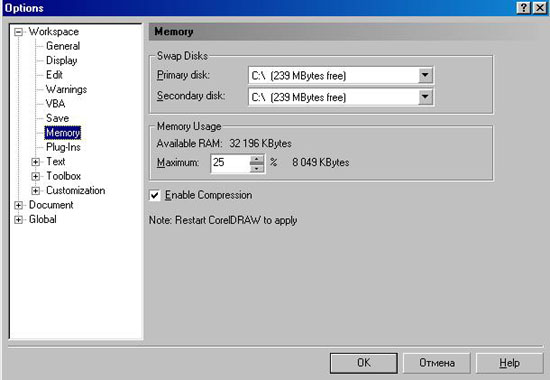 Options
Workspace
General
Display
Edit
Warnings
VBA
Save
Memory
Plug-Ins
Text
Toolbox
Customization
Document
Global
Memory
Swap Disks
Primary disk: C:\ (239 MBytes free)
Secondary disk: C:\ (239 MBytes free)
Memory Usage
Available RAM: 32 196 KBytes
Maximum: 25 % 8 049 KBytes
Enable Compression
Note: Restart CorelDRAW to apply
OK Отмена Help